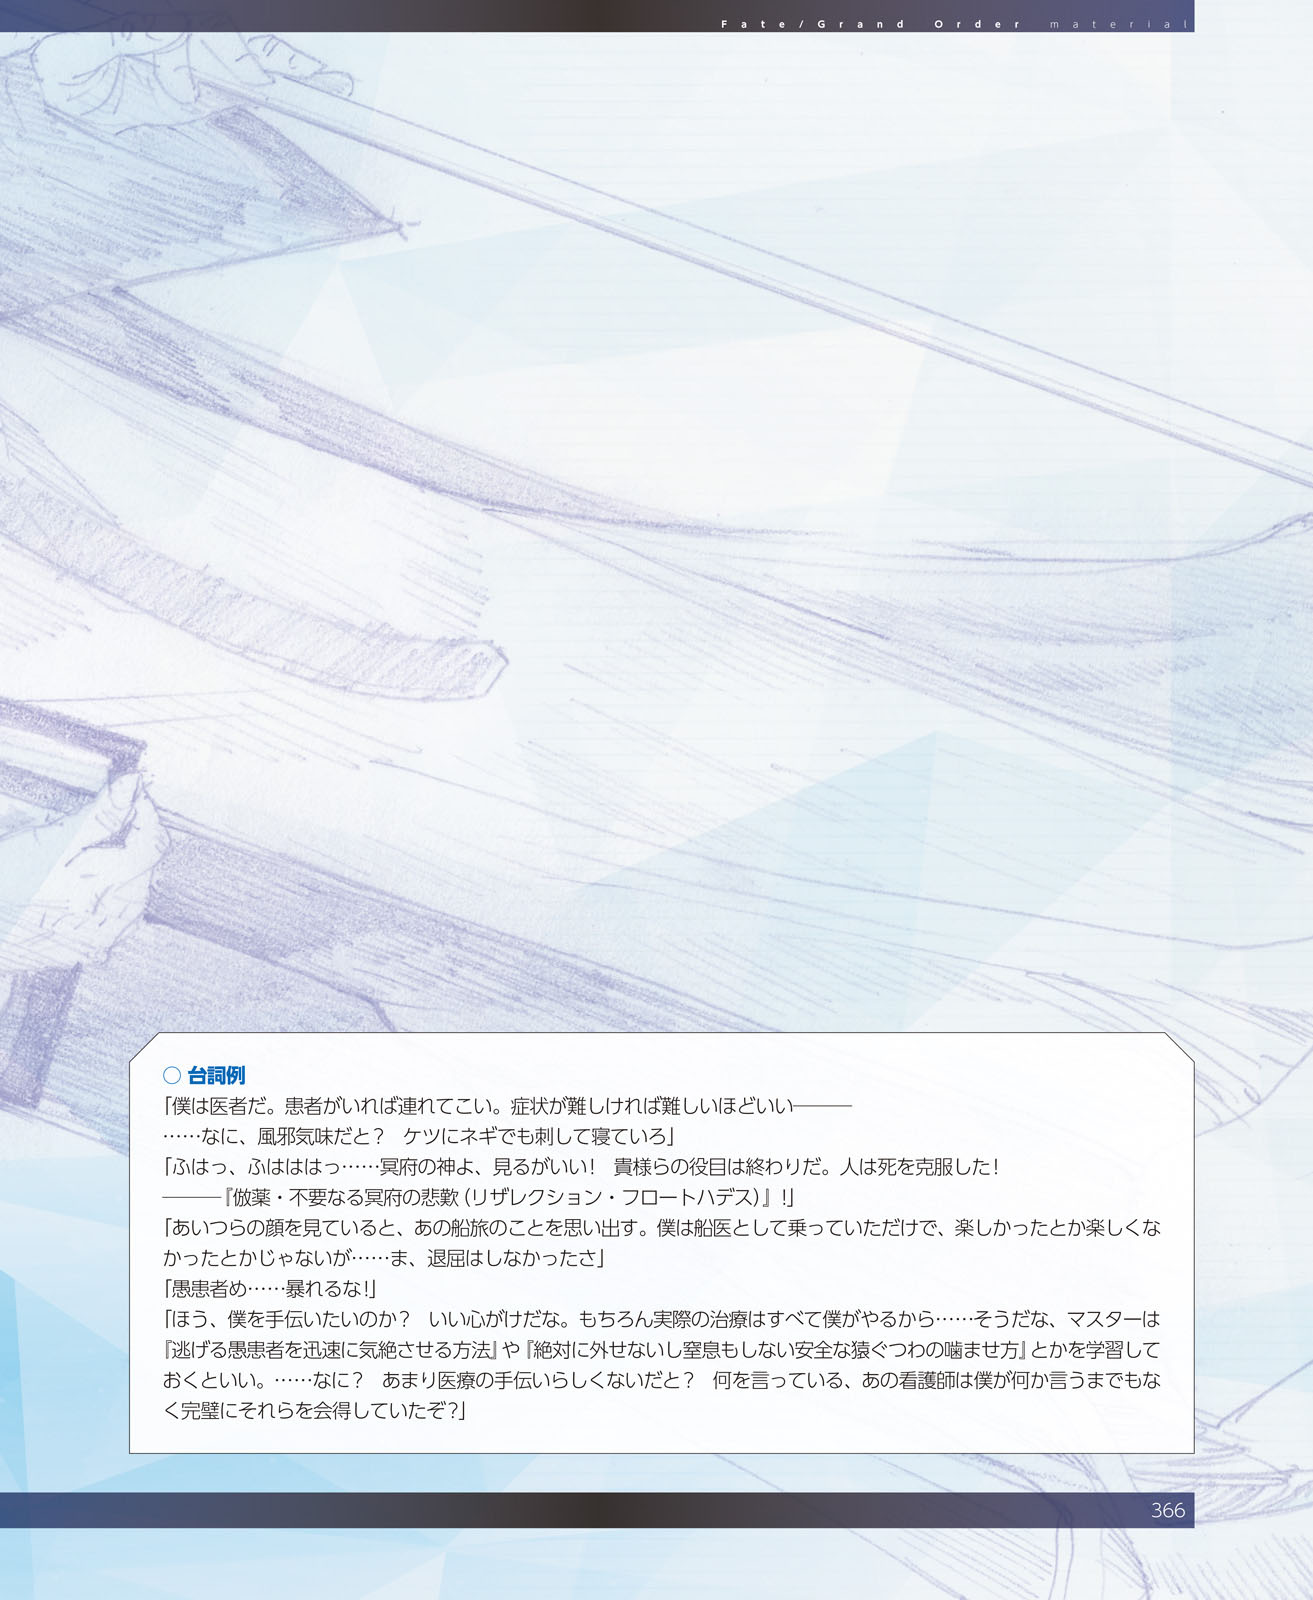 Fate/Grand Order material
○ 台詞例
「僕は医者だ。患者がいれば連れてこい。症状が難しければ難しいほどいい―――
……なに、風邪気味だと？　ケツにネギでも刺して寝ていろ」
「ふはっ、ふはははっ……冥府の神よ、見るがいい！　貴様らの役目は終わりだ。人は死を克服した！
―――『倣薬・不要なる冥府の悲歎（リザレクション・フロートハデス）』！」
「あいつらの顔を見ていると、あの船旅のことを思い出す。僕は船医として乗っていただけで、楽しかったとか楽しくな
かったとかじゃないが……ま、退屈はしなかったさ」
「愚患者め……暴れるな！」
「ほう、僕を手伝いたいのか？　いい心がけだな。もちろん実際の治療はすべて僕がやるから……そうだな、マスターは
『逃げる愚患者を迅速に気絶させる方法』や『絶対に外せないし窒息もしない安全な猿ぐつわの噛ませ方』とかを学習して
おくといい。……なに？　あまり医療の手伝いらしくないだと？　何を言っている、あの看護師は僕が何か言うまでもな
く完璧にそれらを会得していたぞ？」
366